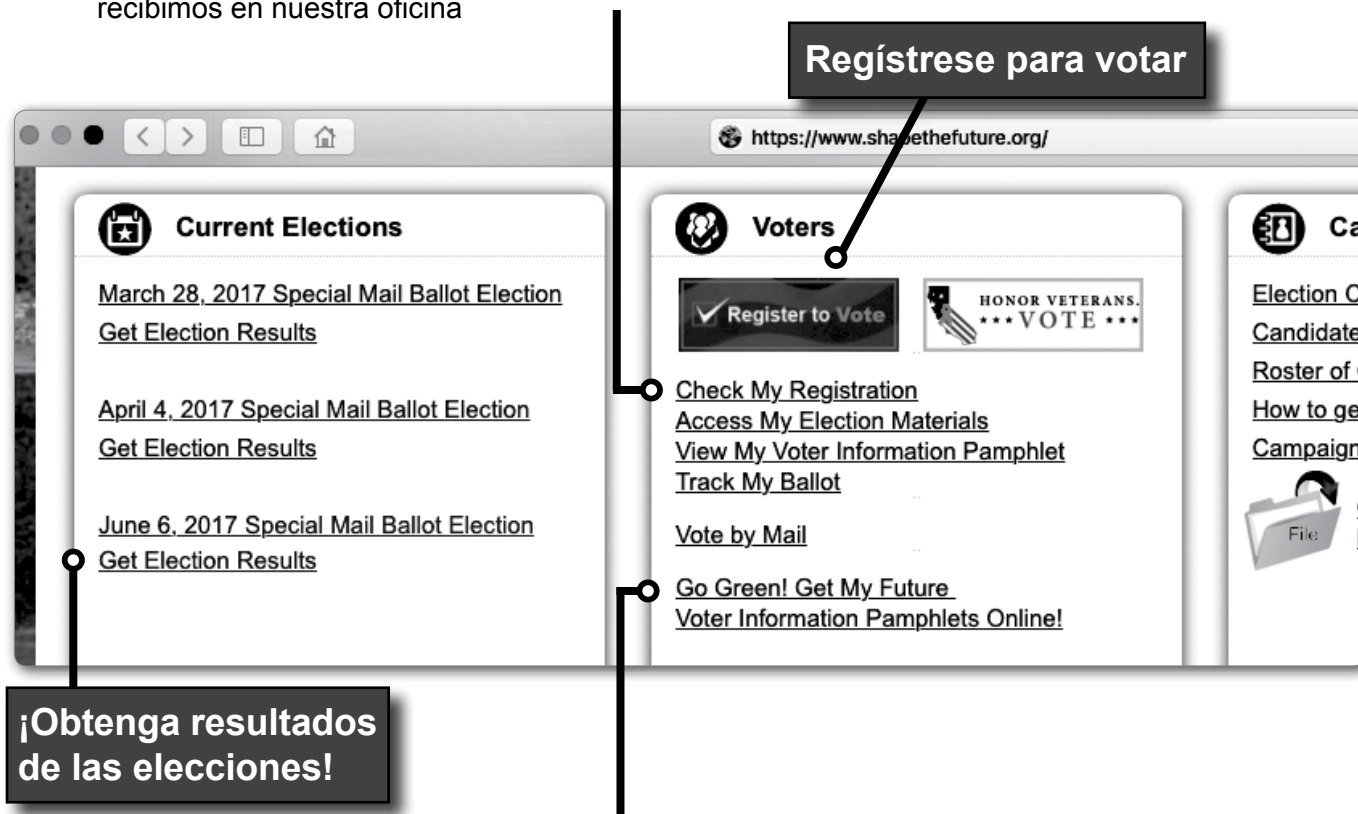 recibimos en nuestra oficina
Regístrese para votar
https://www.shapethefuture.org/
Current Elections
March 28, 2017 Special Mail Ballot Election
Get Election Results
April 4, 2017 Special Mail Ballot Election
Get Election Results
June 6, 2017 Special Mail Ballot Election
Get Election Results
Voters
Register to Vote
HONOR VETERANS.
VOTE
Check My Registration
Access My Election Materials
View My Voter Information Pamphlet
Track My Ballot
Vote by Mail
Go Green! Get My Future
Voter Information Pamphlets Online!
Ca
Election C
Candidate
Roster of
How to ge
Campaign
File
¡Obtenga resultados
de las elecciones!